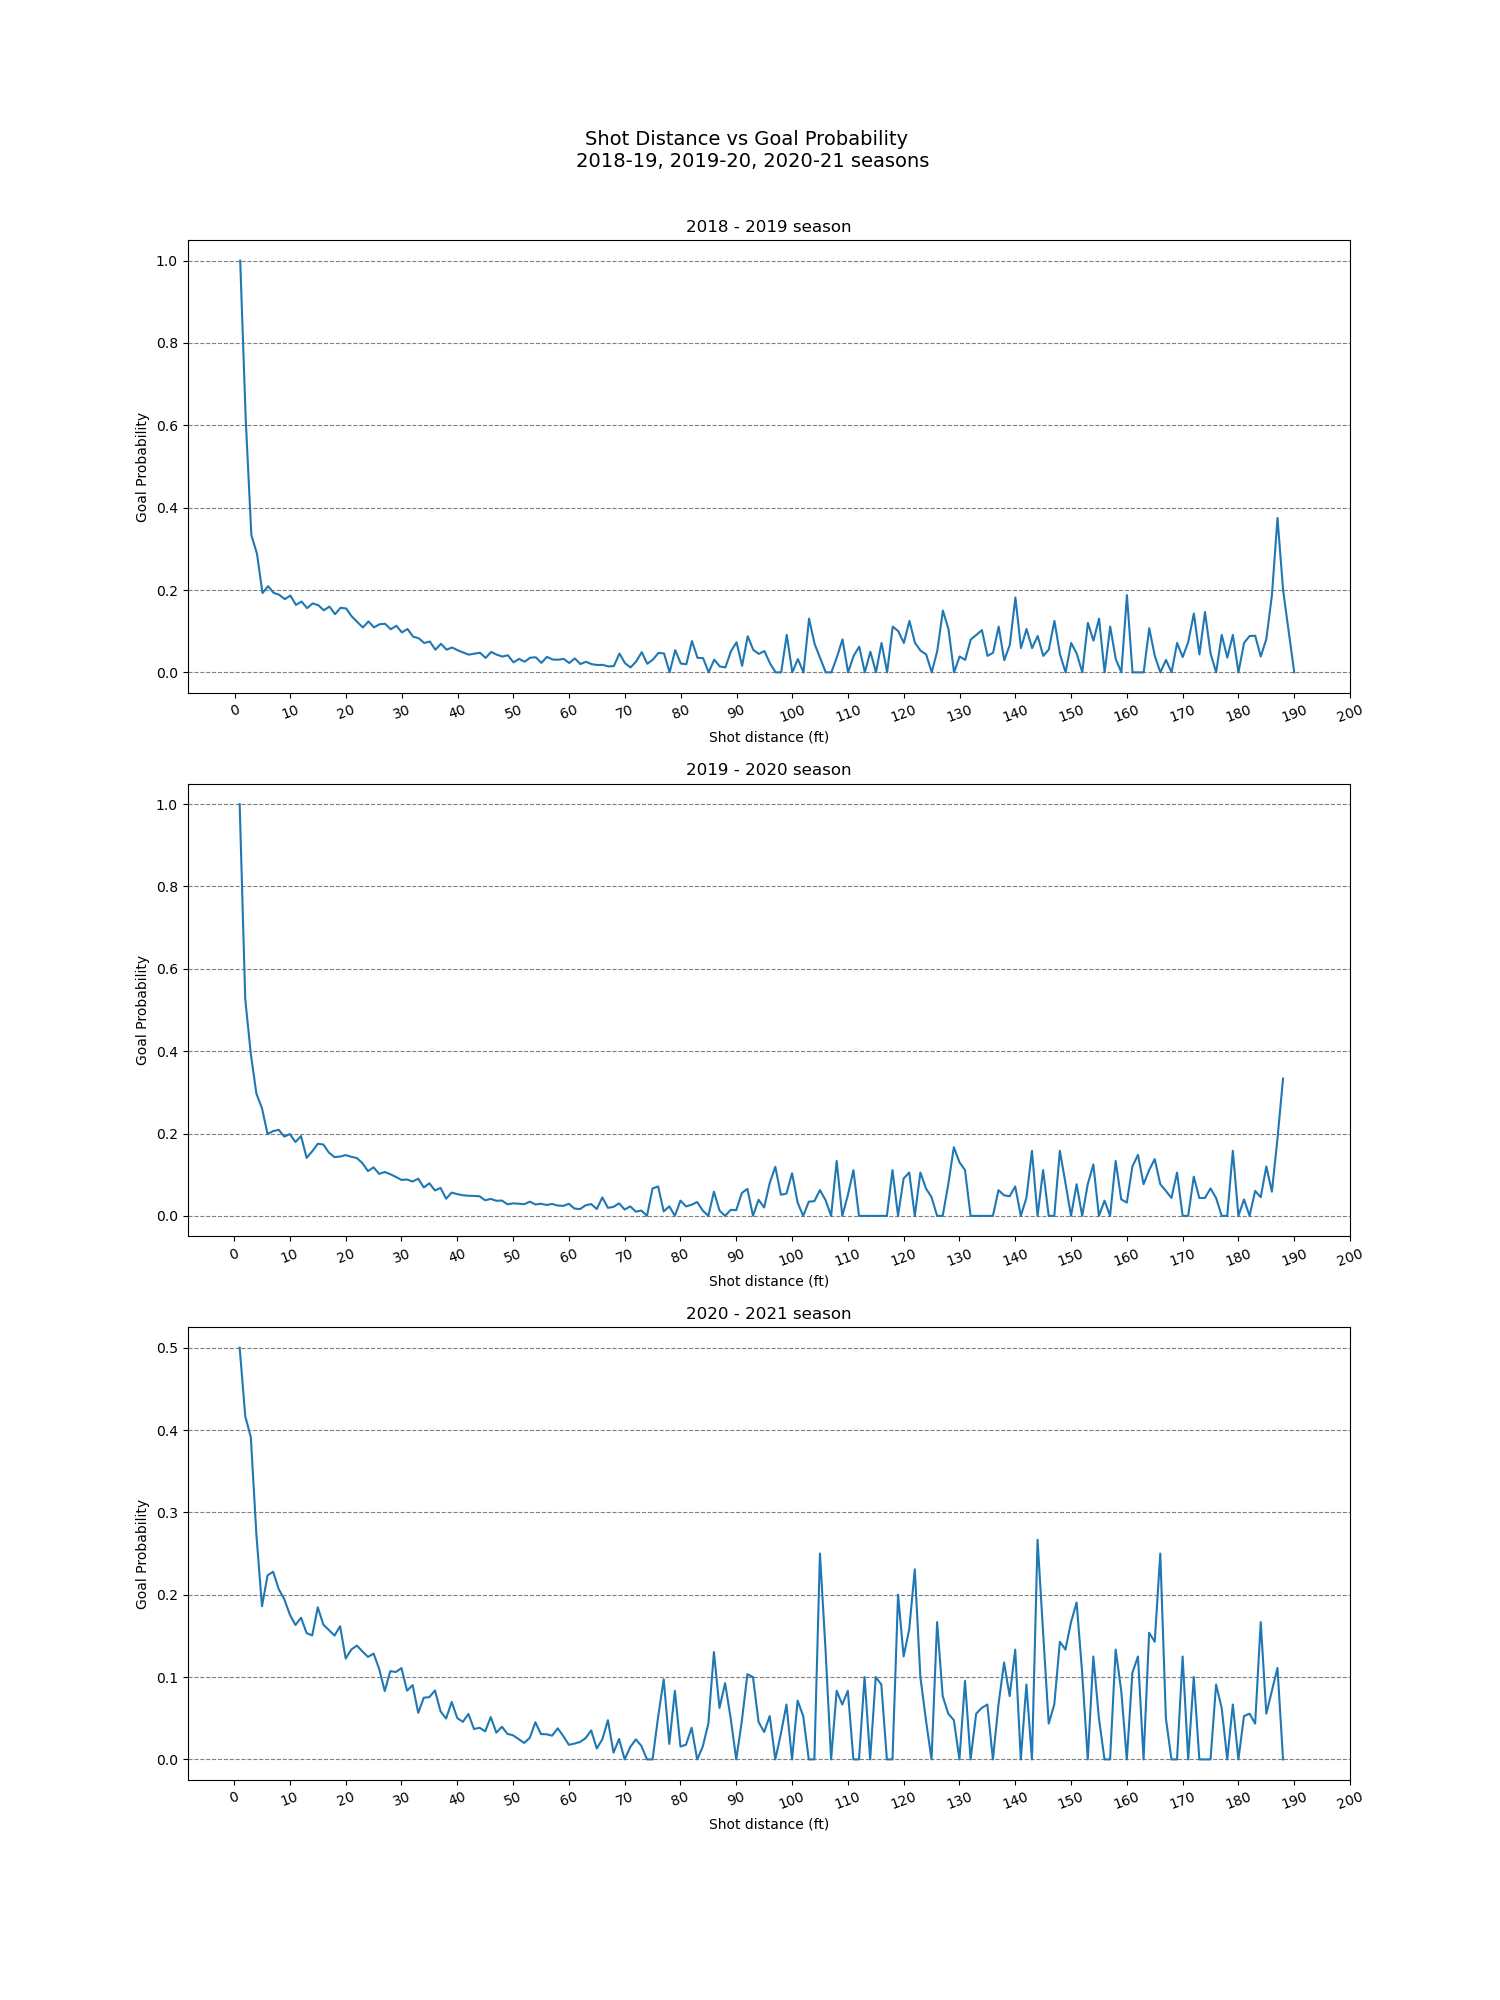 Shot Distance vs Goal Probability
2018-19, 2019-20, 2020-21 seasons
2018 - 2019 season
1.0
0.8
0.6
0.4
0.2
0.0
Goal Probability
0 10 20 30 40 50 60 70 80 90 100 110 120 130 140 150 160 170 180 190 200
Shot distance (ft)
2019 - 2020 season
1.0
0.8
0.6
0.4
0.2
0.0
Goal Probability
0 10 20 30 40 50 60 70 80 90 100 110 120 130 140 150 160 170 180 190 200
Shot distance (ft)
2020 - 2021 season
0.5
0.4
0.3
0.2
0.1
0.0
Goal Probability
0 10 20 30 40 50 60 70 80 90 100 110 120 130 140 150 160 170 180 190 200
Shot distance (ft)